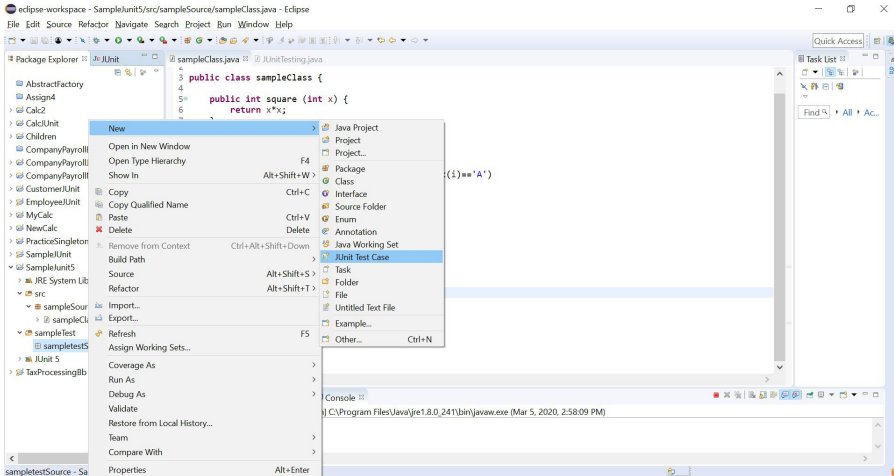 eclipse-workspace - SampleJunit5/src/sampleSource/sampleClass.java - Eclipse
File Edit Source Refactor Navigate Search Project Run Window Help
Quick Access
Package Explorer JUnit
sampleClass.java JUnitTesting.java
Task List
Find All Ac...
AbstractFactory
Assign4
Calc2
CalcJUnit
Children
CompanyPayroll
CompanyPayroll
CompanyPayroll
CustomerJUnit
EmployeeJUnit
MyCalc
NewCalc
PracticeSingleton
SampleJUnit
SampleJunit5
JRE System Lib
src
sampleSour
sampleCl
sampleTest
sampletestS
JUnit 5
TaxProcessingBb
3 public class sampleClass {
4
5 public int square (int x) {
6 return x*x;
(i)=='A')
New
Open in New Window
Open Type Hierarchy F4
Show In Alt+Shift+W
Copy Ctrl+C
Copy Qualified Name
Paste Ctrl+V
Delete Delete
Remove from Context Ctrl+Alt+Shift+Down
Build Path
Source Alt+Shift+S
Refactor Alt+Shift+T
Import...
Export...
Refresh F5
Assign Working Sets...
Coverage As
Run As
Debug As
Validate
Restore from Local History...
Team
Compare With
Properties Alt+Enter
Java Project
Project
Project...
Package
Class
Interface
Source Folder
Enum
Annotation
Java Working Set
JUnit Test Case
Task
Folder
File
Untitled Text File
Example...
Other... Ctrl+N
Console
C:\Program Files\Java\jre1.8.0_241\bin\javaw.exe (Mar 5, 2020, 2:58:09 PM)
sampletestSource - Sa